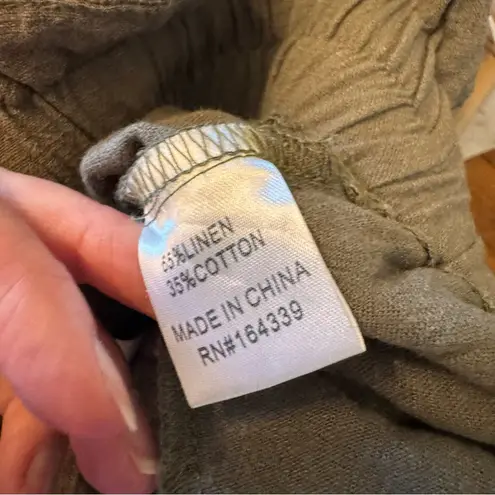 65%LINEN
35%COTTON
MADE IN CHINA
RN#164339